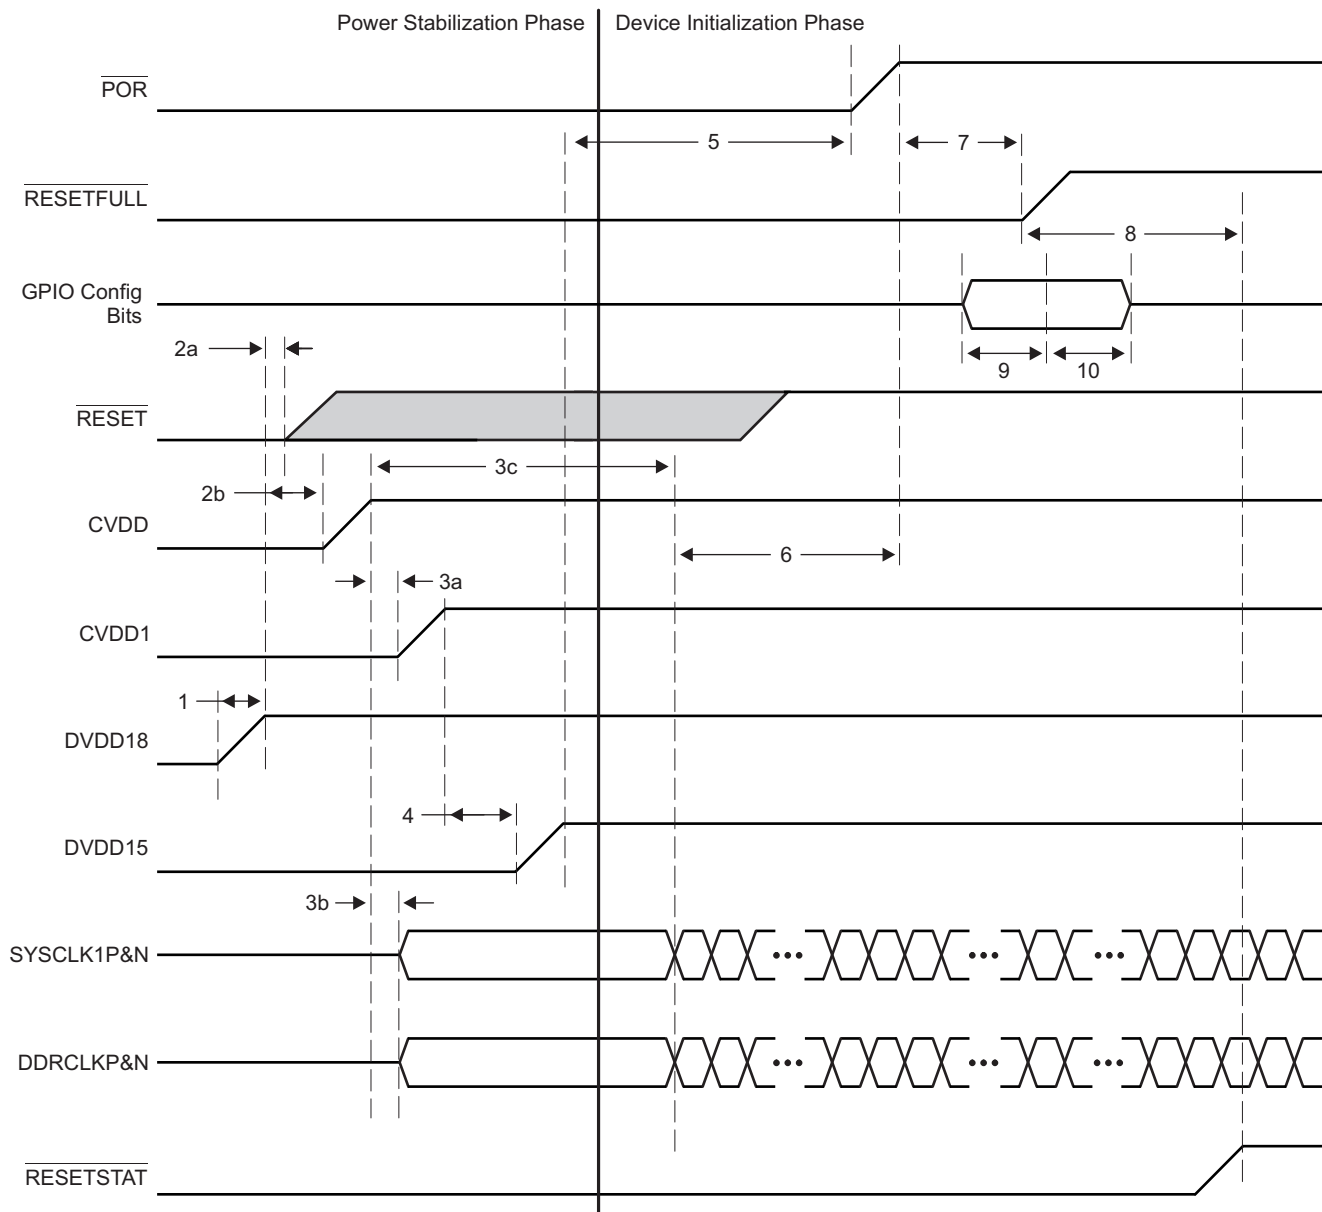 Power Stabilization Phase
Device Initialization Phase
POR
5
7
RESETFULL
8
GPIO Config
Bits
2a
9
10
RESET
3c
2b
CVDD
6
3a
CVDD1
1
DVDD18
4
DVDD15
3b
SYSCLK1P&N
DDRCLKP&N
RESETSTAT